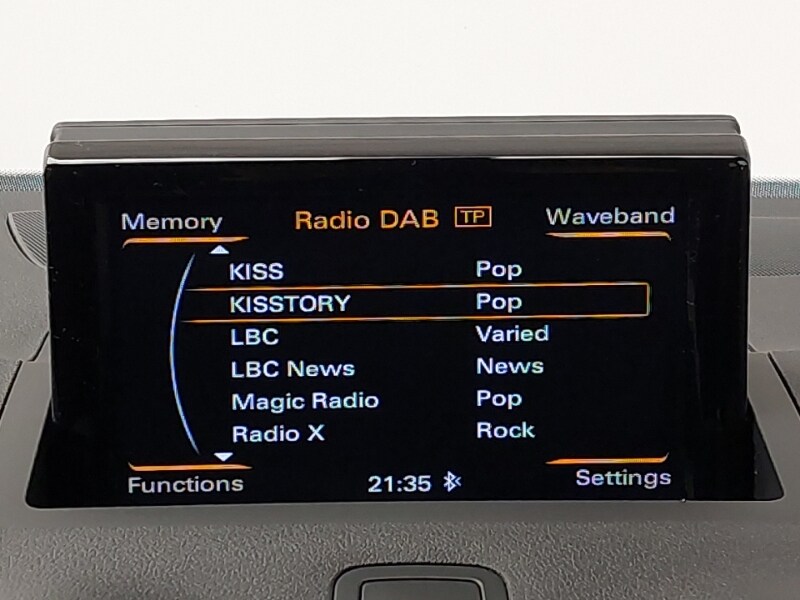 Memory Radio DAB TP Waveband
KISS Pop
KISSTORY Pop
LBC Varied
LBC News News
Magic Radio Pop
Radio X Rock
Functions 21:35 Settings